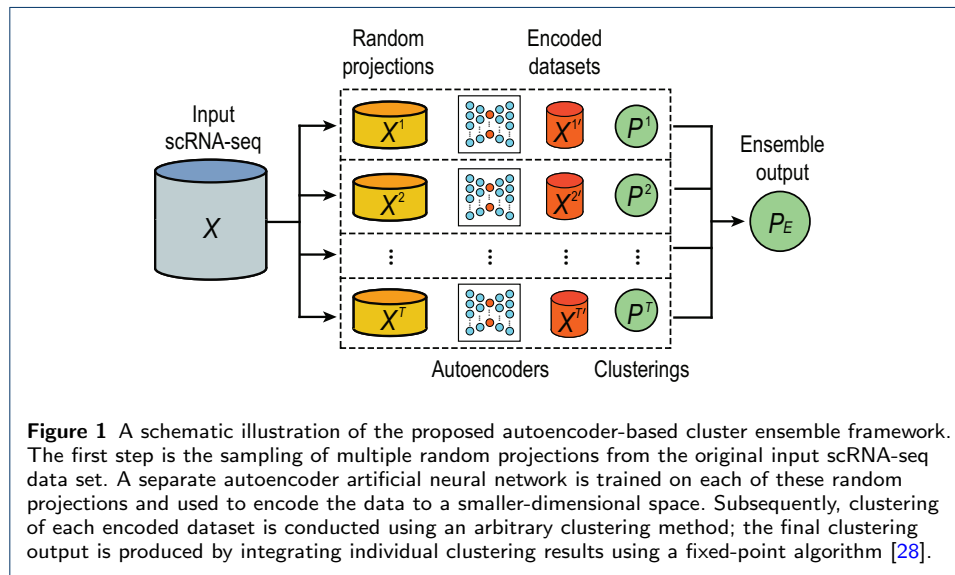 Random
projections
Encoded
datasets
Input
scRNA-seq
Ensemble
output
X
X¹
X¹′
P¹
X²
X²′
P²
P_E
⋮ ⋮ ⋮ ⋮
Xᵀ
Xᵀ′
Pᵀ
Autoencoders
Clusterings
Figure 1 A schematic illustration of the proposed autoencoder-based cluster ensemble framework.
The first step is the sampling of multiple random projections from the original input scRNA-seq
data set. A separate autoencoder artificial neural network is trained on each of these random
projections and used to encode the data to a smaller-dimensional space. Subsequently, clustering
of each encoded dataset is conducted using an arbitrary clustering method; the final clustering
output is produced by integrating individual clustering results using a fixed-point algorithm [28].